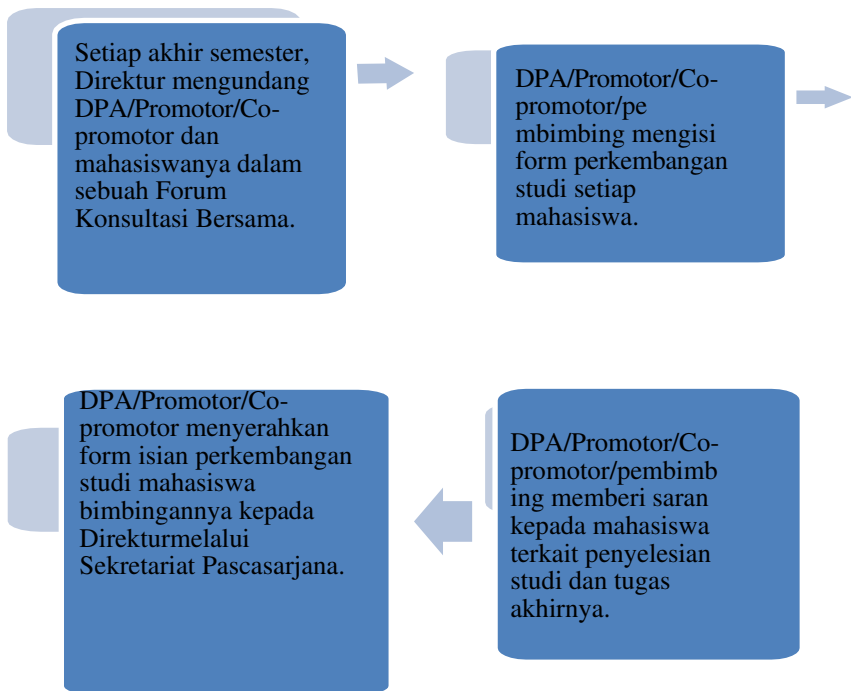 Setiap akhir semester,
Direktur mengundang
DPA/Promotor/Co-
promotor dan
mahasiswanya dalam
sebuah Forum
Konsultasi Bersama.
DPA/Promotor/Co-
promotor/pe
mbimbing mengisi
form perkembangan
studi setiap
mahasiswa.
DPA/Promotor/Co-
promotor/pembimb
ing memberi saran
kepada mahasiswa
terkait penyelesian
studi dan tugas
akhirnya.
DPA/Promotor/Co-
promotor menyerahkan
form isian perkembangan
studi mahasiswa
bimbingannya kepada
Direkturmelalui
Sekretariat Pascasarjana.